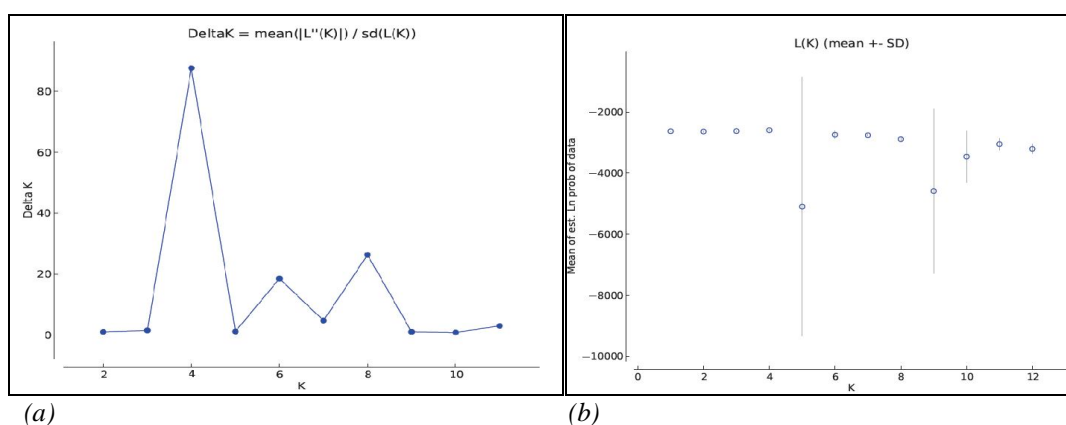 DeltaK = mean(|L"(K)|) / sd(L(K))
Delta K
80
60
40
20
0
2
4
6
8
10
K
(a)
L(K) (mean +- SD)
Mean of est. Ln prob of data
−2000
−4000
−6000
−8000
−10000
0
2
4
6
8
10
12
K
(b)